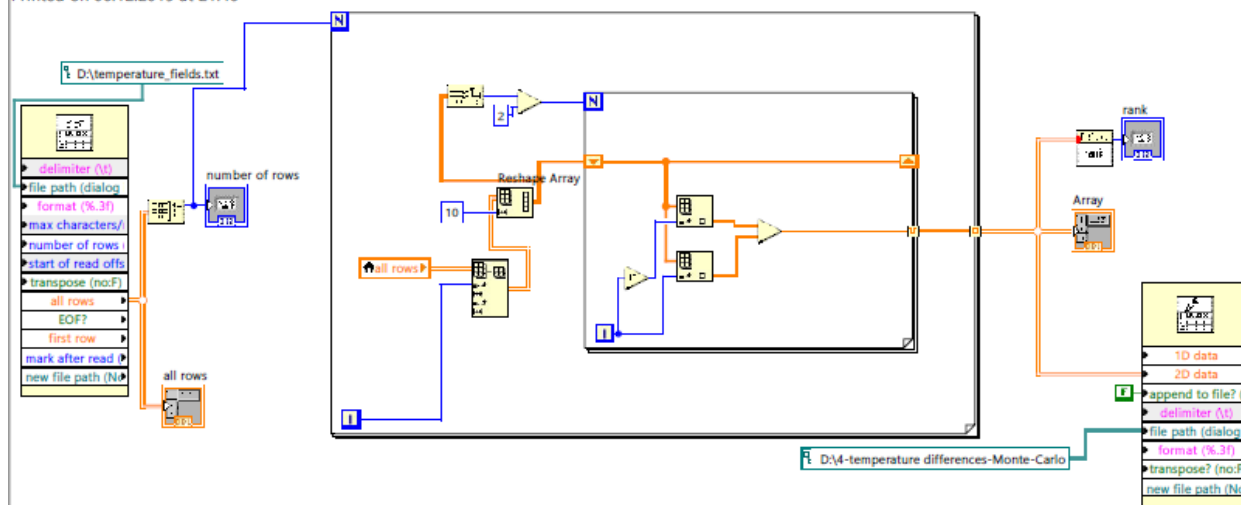 D:\temperature_fields.txt
N
delimiter (\t)
file path (dialog
format (%.3f)
max characters/
number of rows (
start of read offs
transpose (no:F)
all rows
EOF?
first row
mark after read (
new file path (No
number of rows
all rows
2
N
Reshape Array
10
all rows
i
i
rank
Array
1D data
2D data
F
append to file? (
delimiter (\t)
file path (dialog
format (%.3f)
transpose? (no:F
new file path (No
D:\4-temperature differences-Monte-Carlo